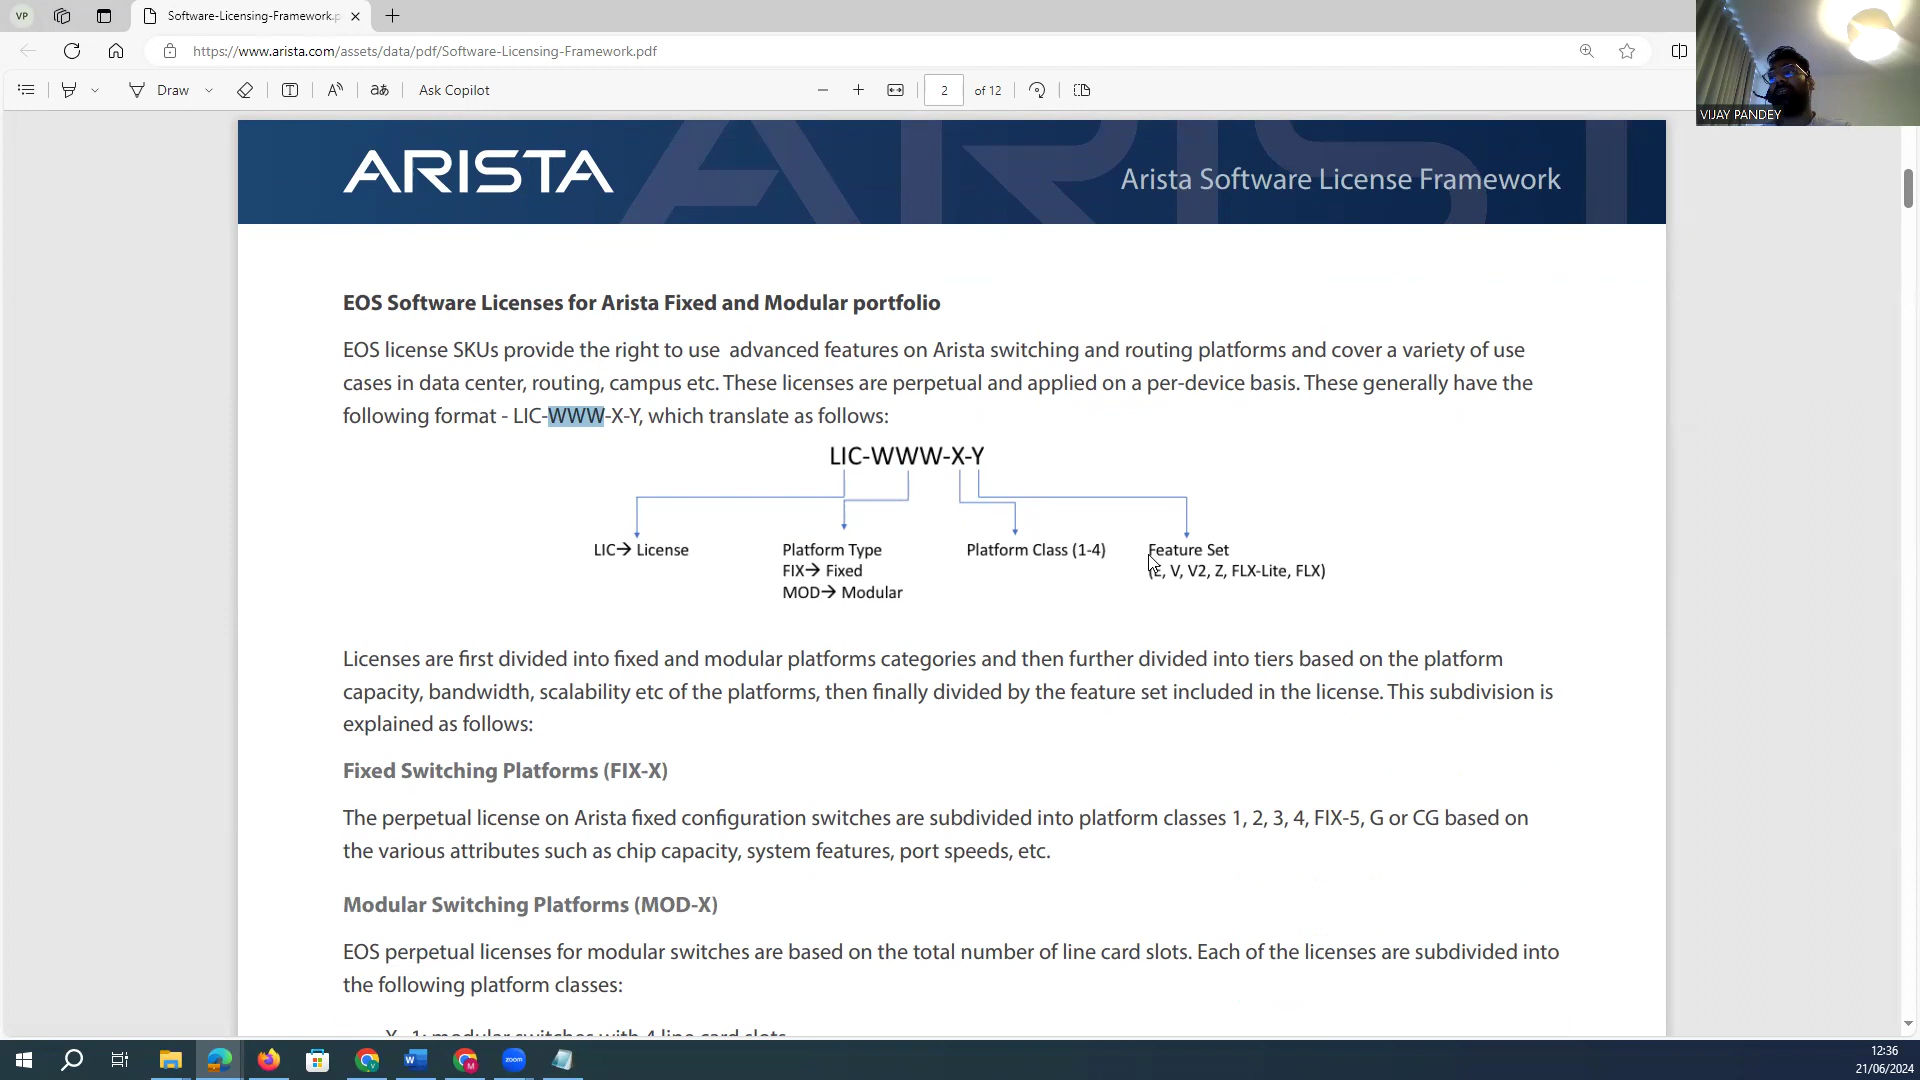 VP
Software-Licensing-Framework.p
https://www.arista.com/assets/data/pdf/Software-Licensing-Framework.pdf
Draw
aあ
Ask Copilot
2
of 12
VIJAY PANDEY
ARISTA
Arista Software License Framework
EOS Software Licenses for Arista Fixed and Modular portfolio
EOS license SKUs provide the right to use advanced features on Arista switching and routing platforms and cover a variety of use
cases in data center, routing, campus etc. These licenses are perpetual and applied on a per-device basis. These generally have the
following format - LIC-WWW-X-Y, which translate as follows:
LIC-WWW-X-Y
LIC→ License
Platform Type
FIX→ Fixed
MOD→ Modular
Platform Class (1-4)
Feature Set
(E, V, V2, Z, FLX-Lite, FLX)
Licenses are first divided into fixed and modular platforms categories and then further divided into tiers based on the platform
capacity, bandwidth, scalability etc of the platforms, then finally divided by the feature set included in the license. This subdivision is
explained as follows:
Fixed Switching Platforms (FIX-X)
The perpetual license on Arista fixed configuration switches are subdivided into platform classes 1, 2, 3, 4, FIX-5, G or CG based on
the various attributes such as chip capacity, system features, port speeds, etc.
Modular Switching Platforms (MOD-X)
EOS perpetual licenses for modular switches are based on the total number of line card slots. Each of the licenses are subdivided into
the following platform classes:
1: modular switches with 4 line card slots
zoom
12:36
21/06/2024